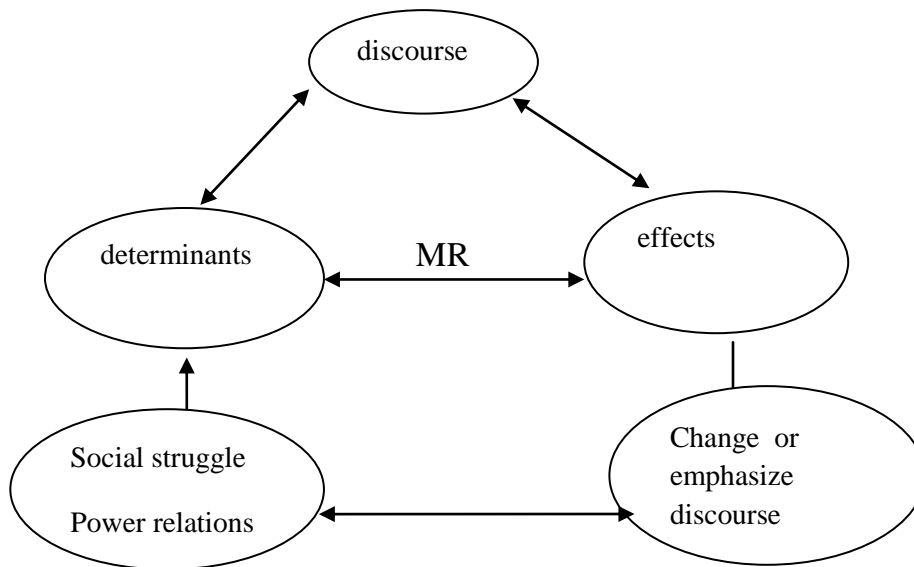 discourse
determinants
MR
effects
Social struggle
Power relations
Change or
emphasize
discourse